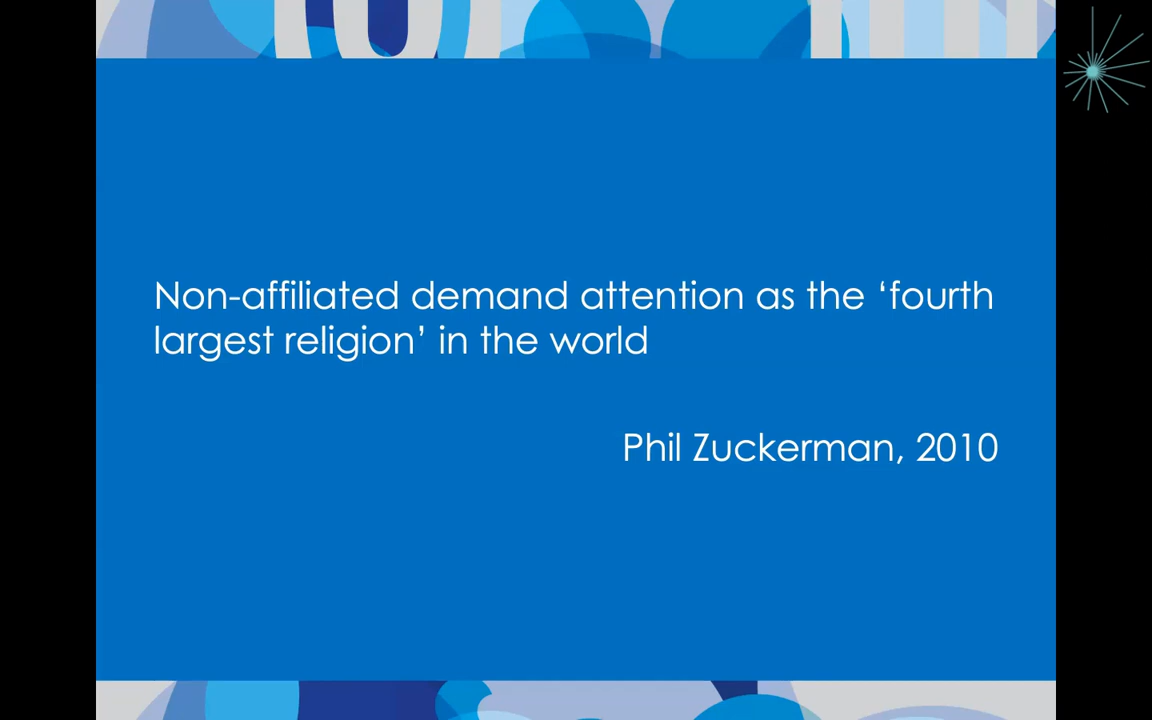 Non-affiliated demand attention as the ‘fourth
largest religion’ in the world
Phil Zuckerman, 2010